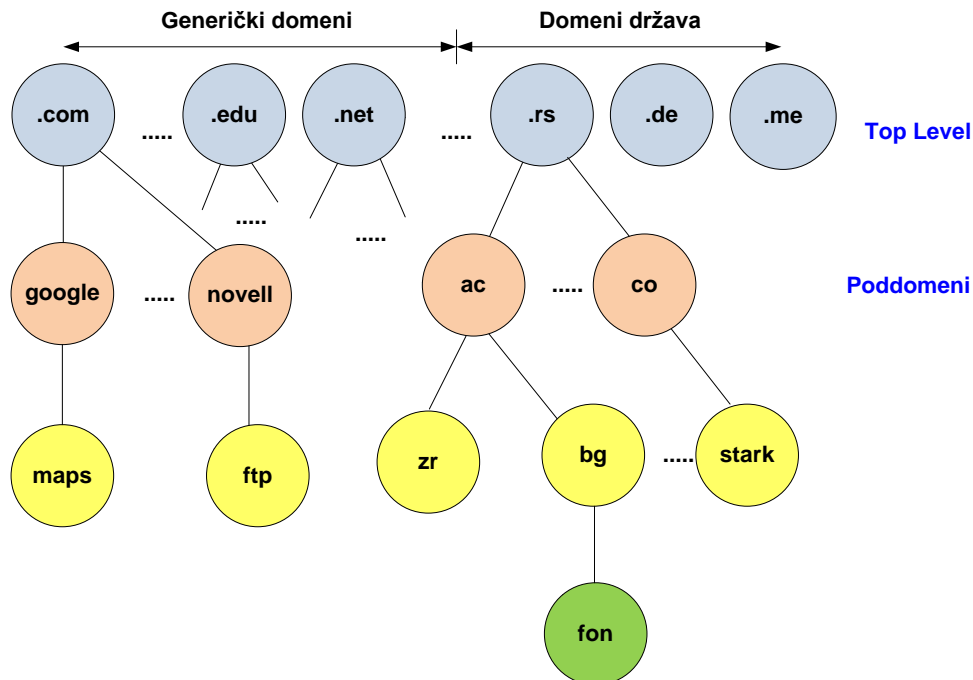 Generički domeni Domeni država
.com ..... .edu .net ..... .rs .de .me Top Level
..... .....
google ..... novell ac ..... co Poddomeni
maps ftp zr bg ..... stark
fon